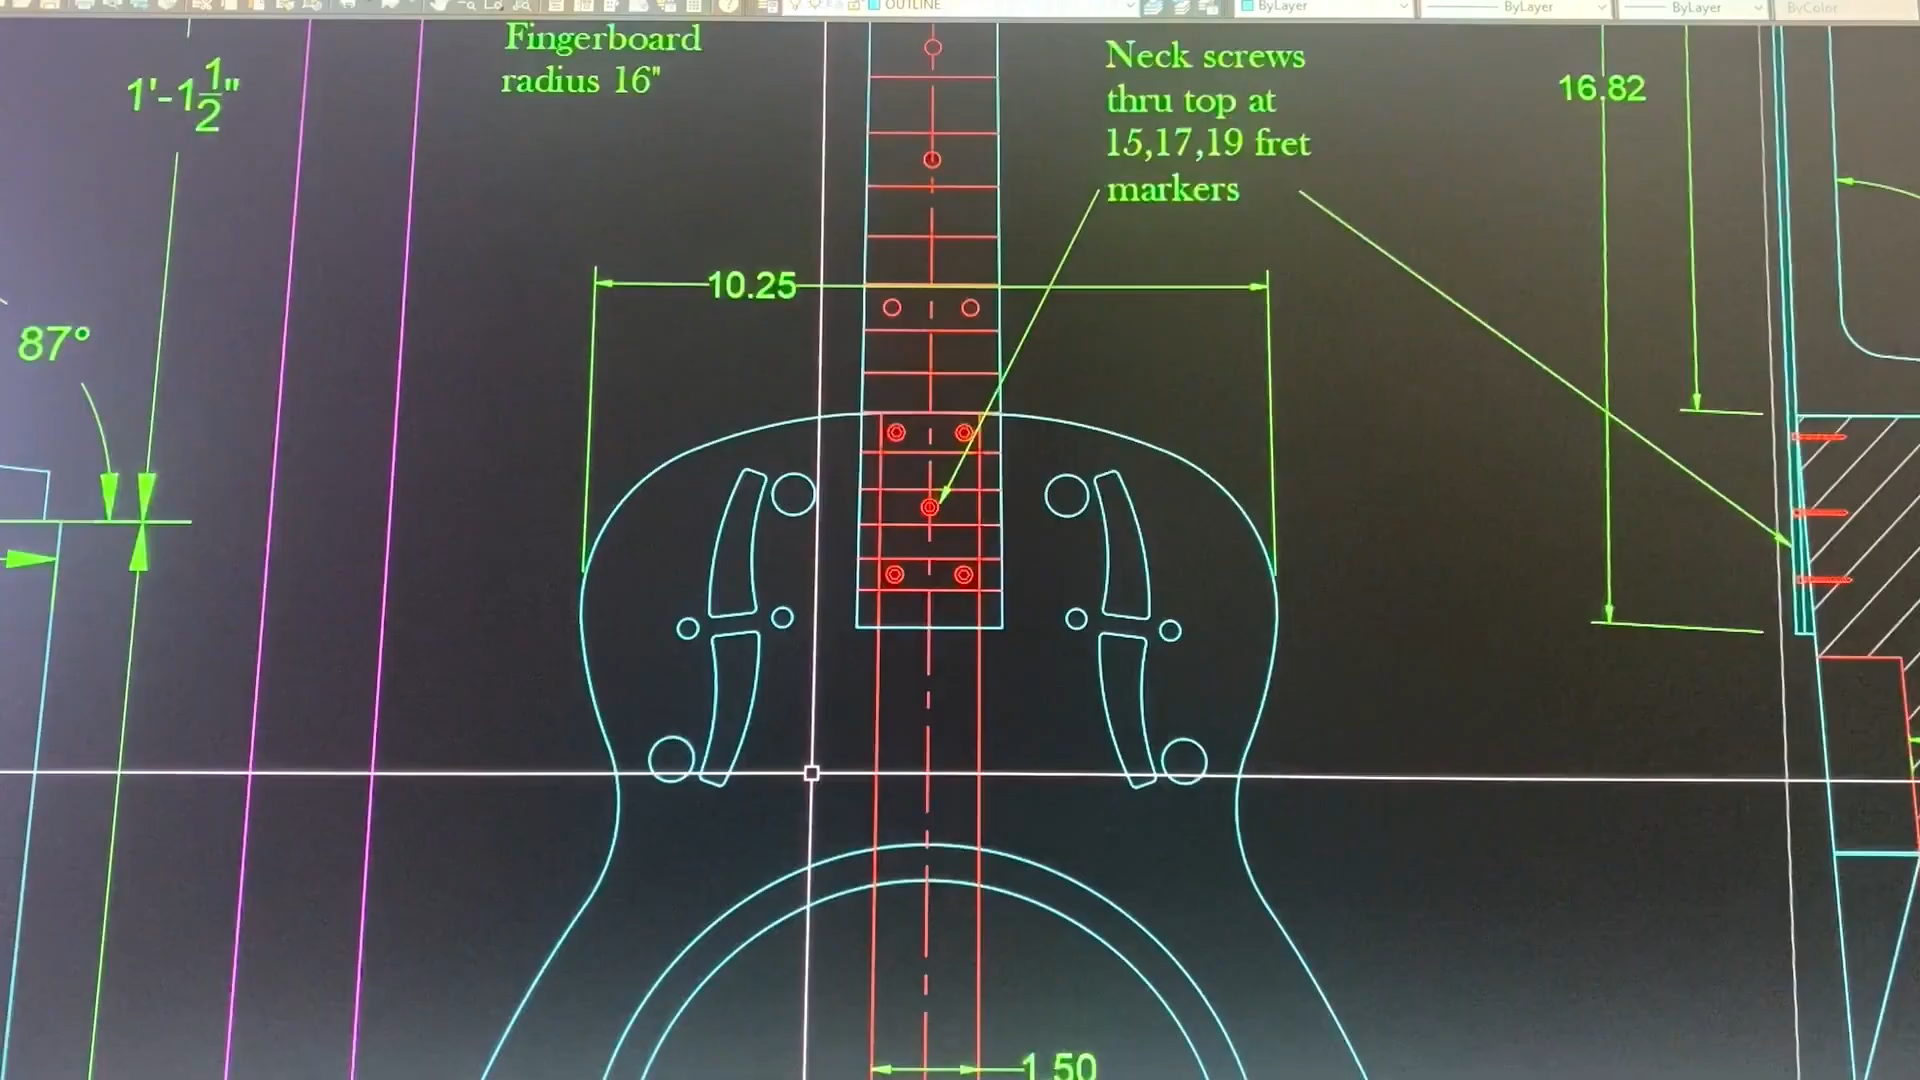 OUTLINE
ByLayer
ByLayer
ByLayer
ByColor
Fingerboard
radius 16"
Neck screws
thru top at
15,17,19 fret
markers
1'-1 1/2"
16.82
10.25
87°
1.50